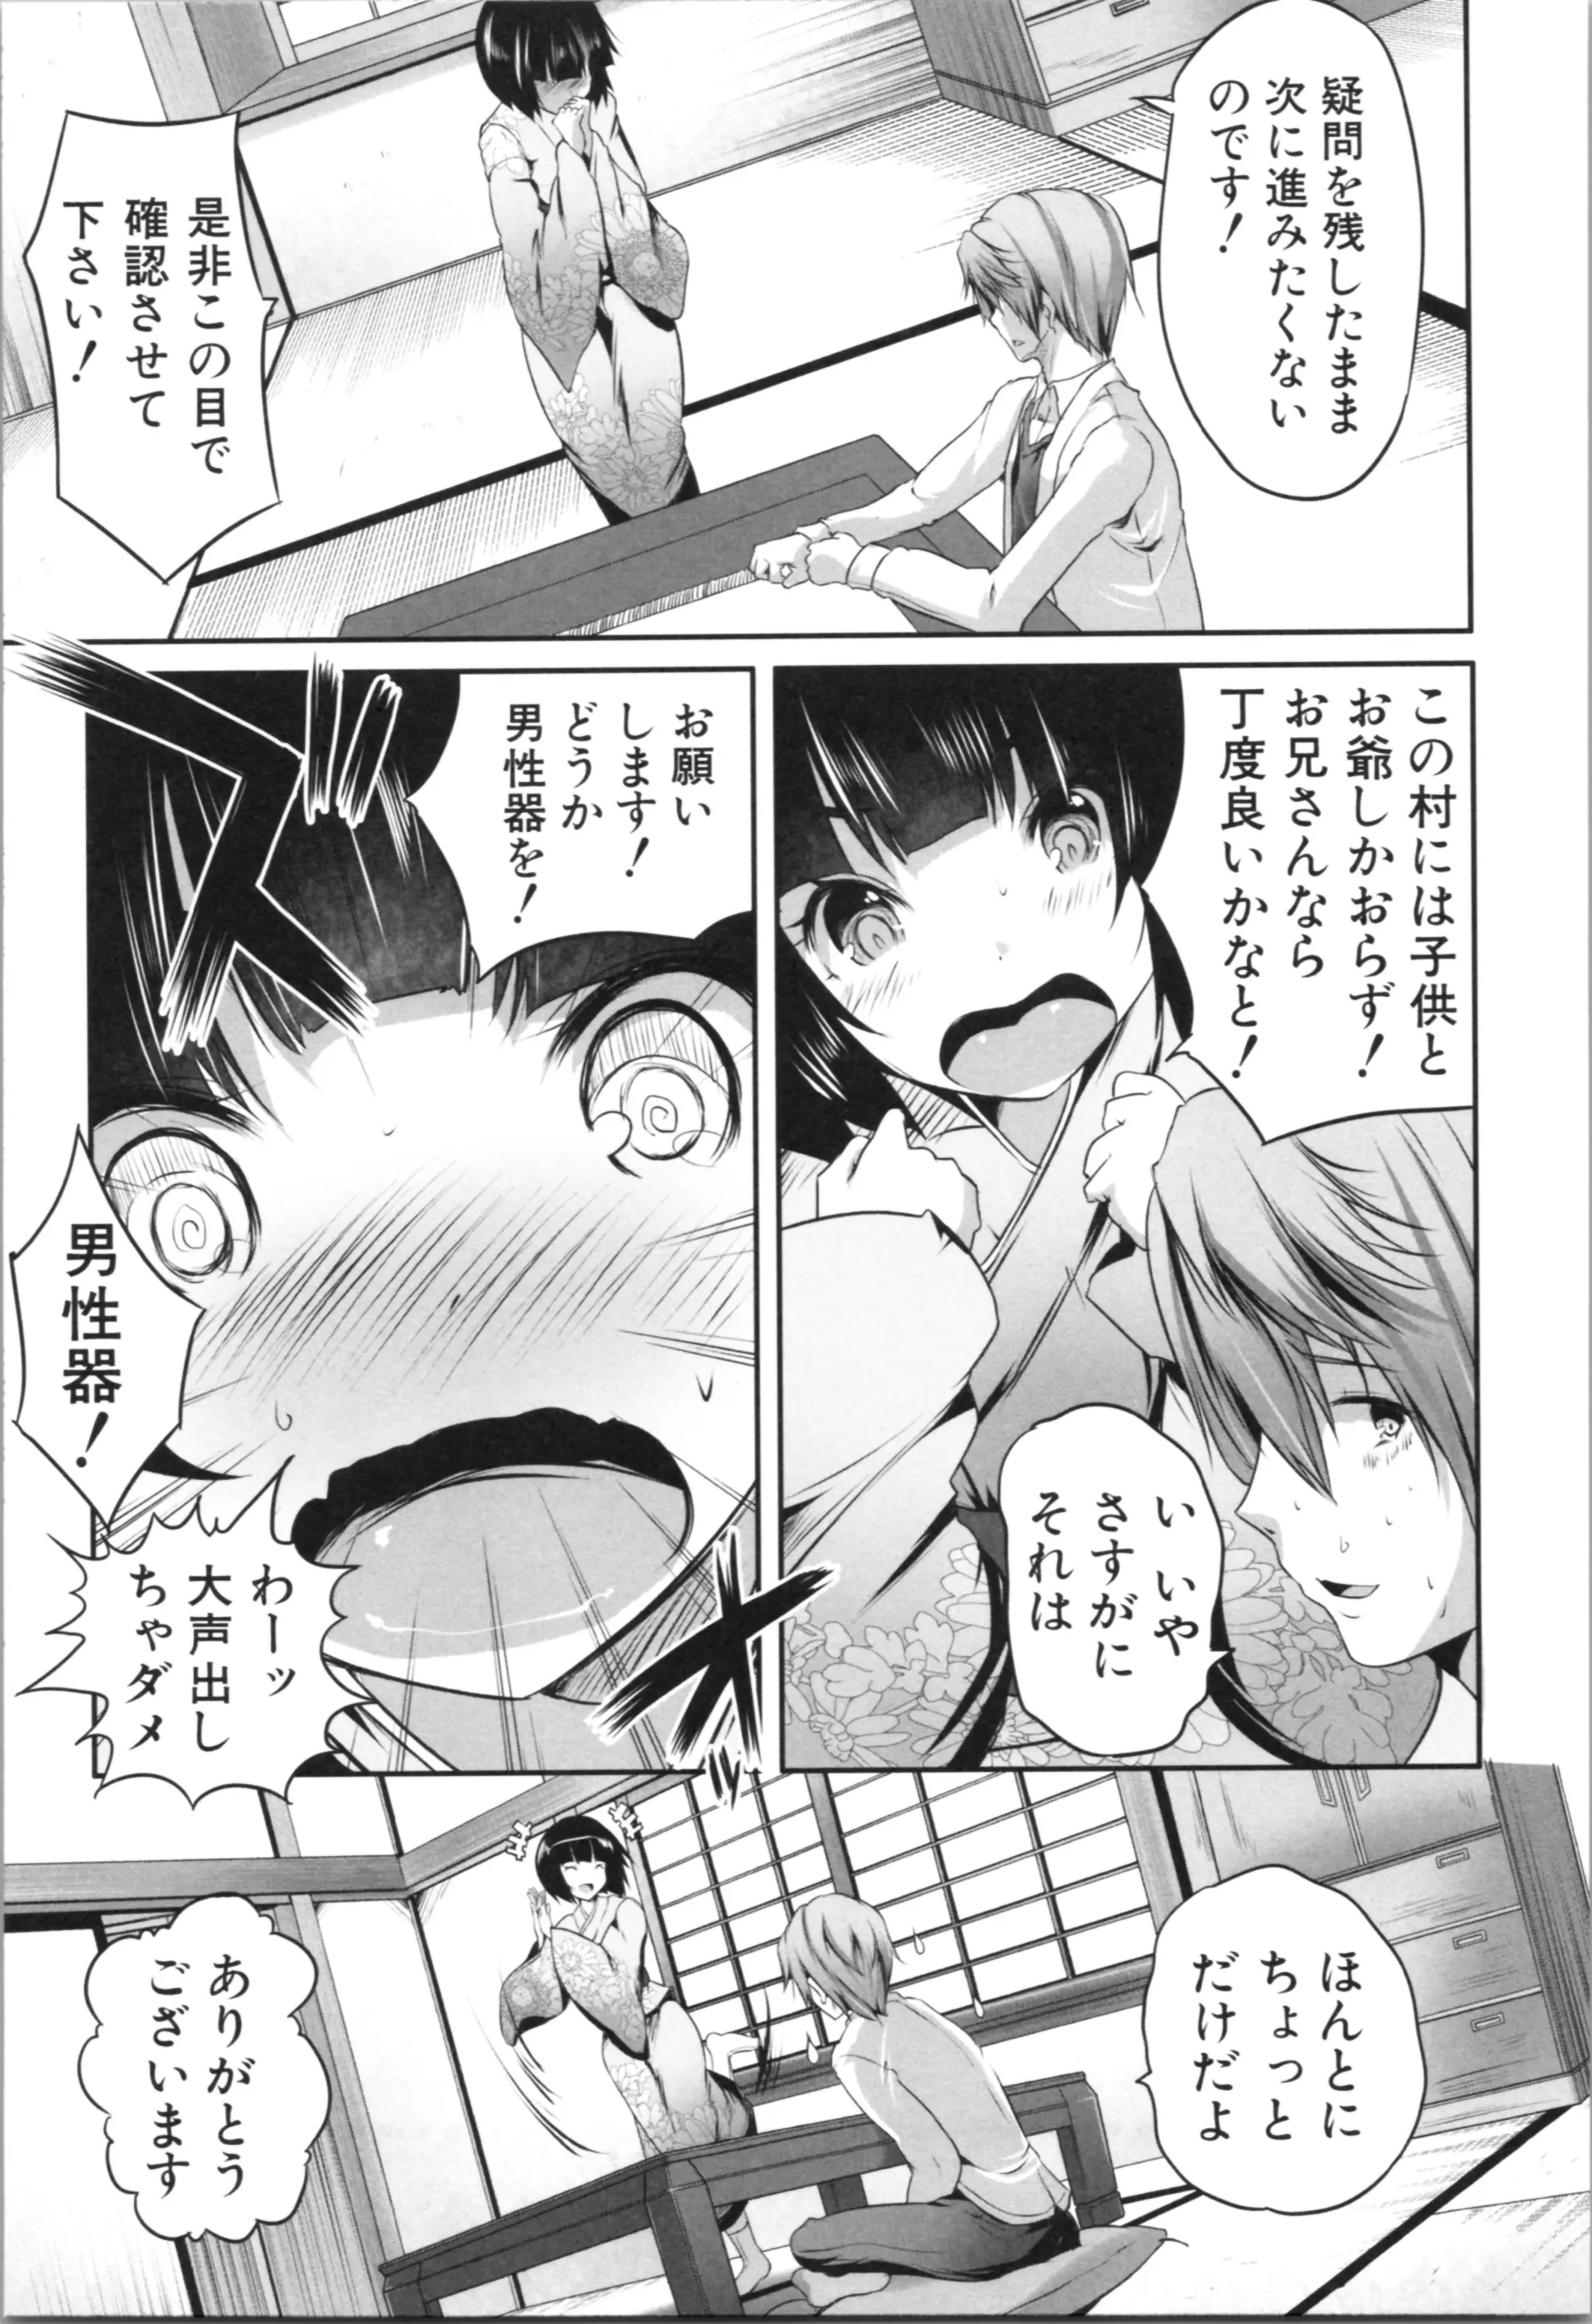 疑問を残したまま
次に進みたくない
のです！
是非この目で
確認させて
下さい！
この村には子供と
お爺しかおらず！
お兄さんなら
丁度良いかなと！
い いや
さすがに
それは
お願い
します！
どうか
男性器を！
男性器！
わーッ
大声出し
ちゃダメ
ほんとに
ちょっと
だけだよ
ありがとう
ございます